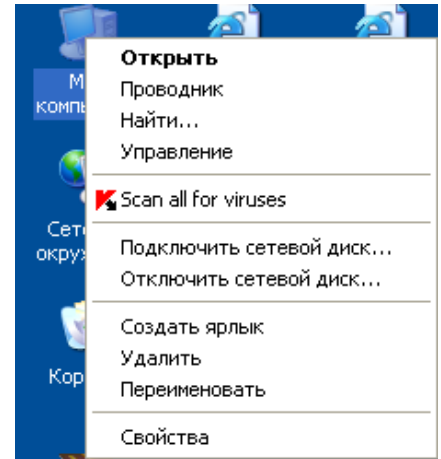 Открыть
Проводник
Найти...
Управление
Scan all for viruses
Подключить сетевой диск...
Отключить сетевой диск...
Создать ярлык
Удалить
Переименовать
Свойства